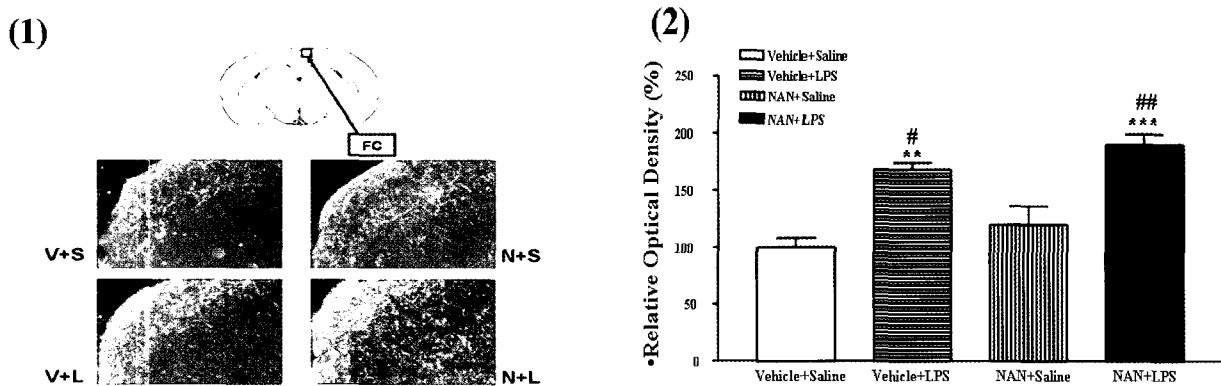 (1)
FC
V+S
N+S
V+L
N+L
(2)
•Relative Optical Density (%)
250
200
150
100
50
0
Vehicle+Saline
Vehicle+LPS
NAN+Saline
NAN+LPS
#
**
##
***
Vehicle+Saline Vehicle+LPS NAN+Saline NAN+LPS